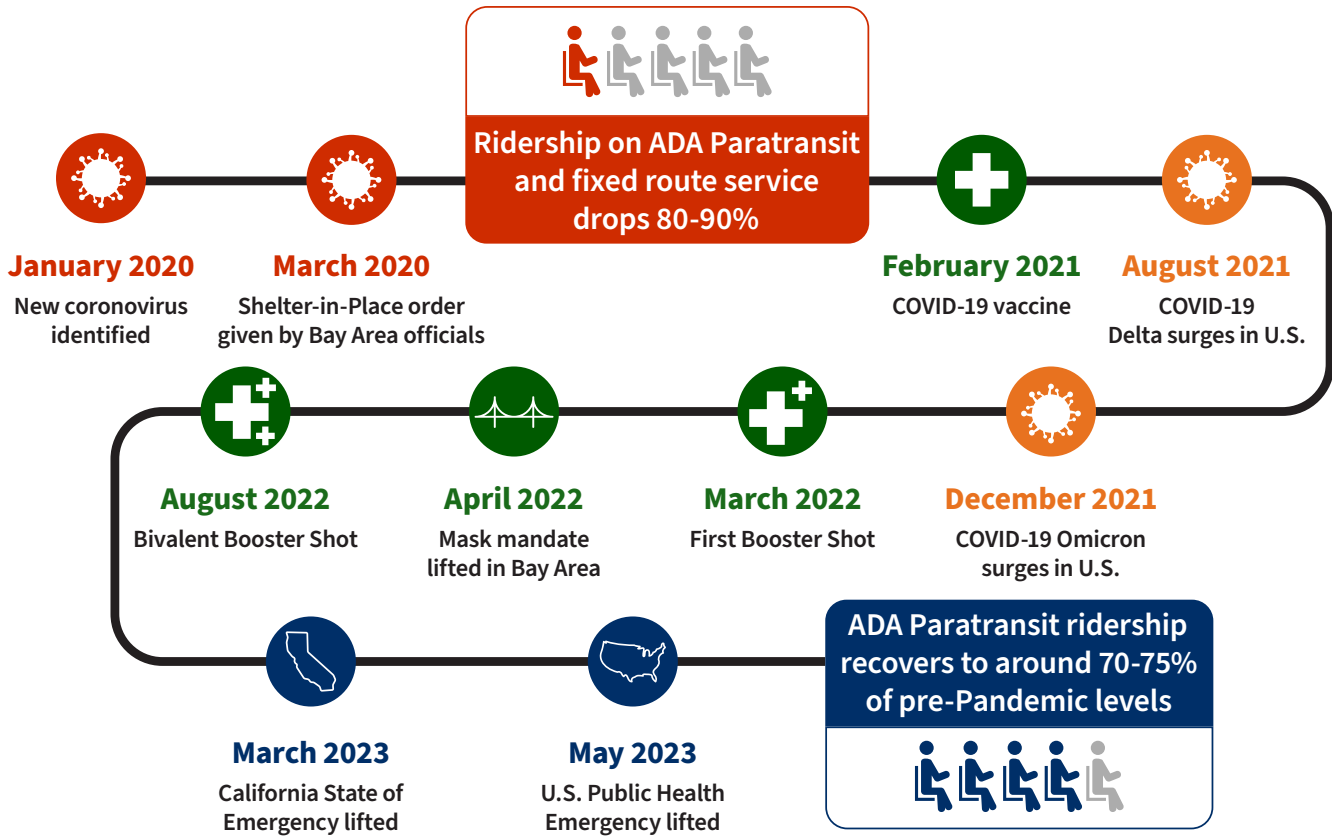 Ridership on ADA Paratransit
and fixed route service
drops 80-90%
January 2020
New coronovirus
identified
March 2020
Shelter-in-Place order
given by Bay Area officials
February 2021
COVID-19 vaccine
August 2021
COVID-19
Delta surges in U.S.
December 2021
COVID-19 Omicron
surges in U.S.
March 2022
First Booster Shot
April 2022
Mask mandate
lifted in Bay Area
August 2022
Bivalent Booster Shot
March 2023
California State of
Emergency lifted
May 2023
U.S. Public Health
Emergency lifted
ADA Paratransit ridership
recovers to around 70-75%
of pre-Pandemic levels